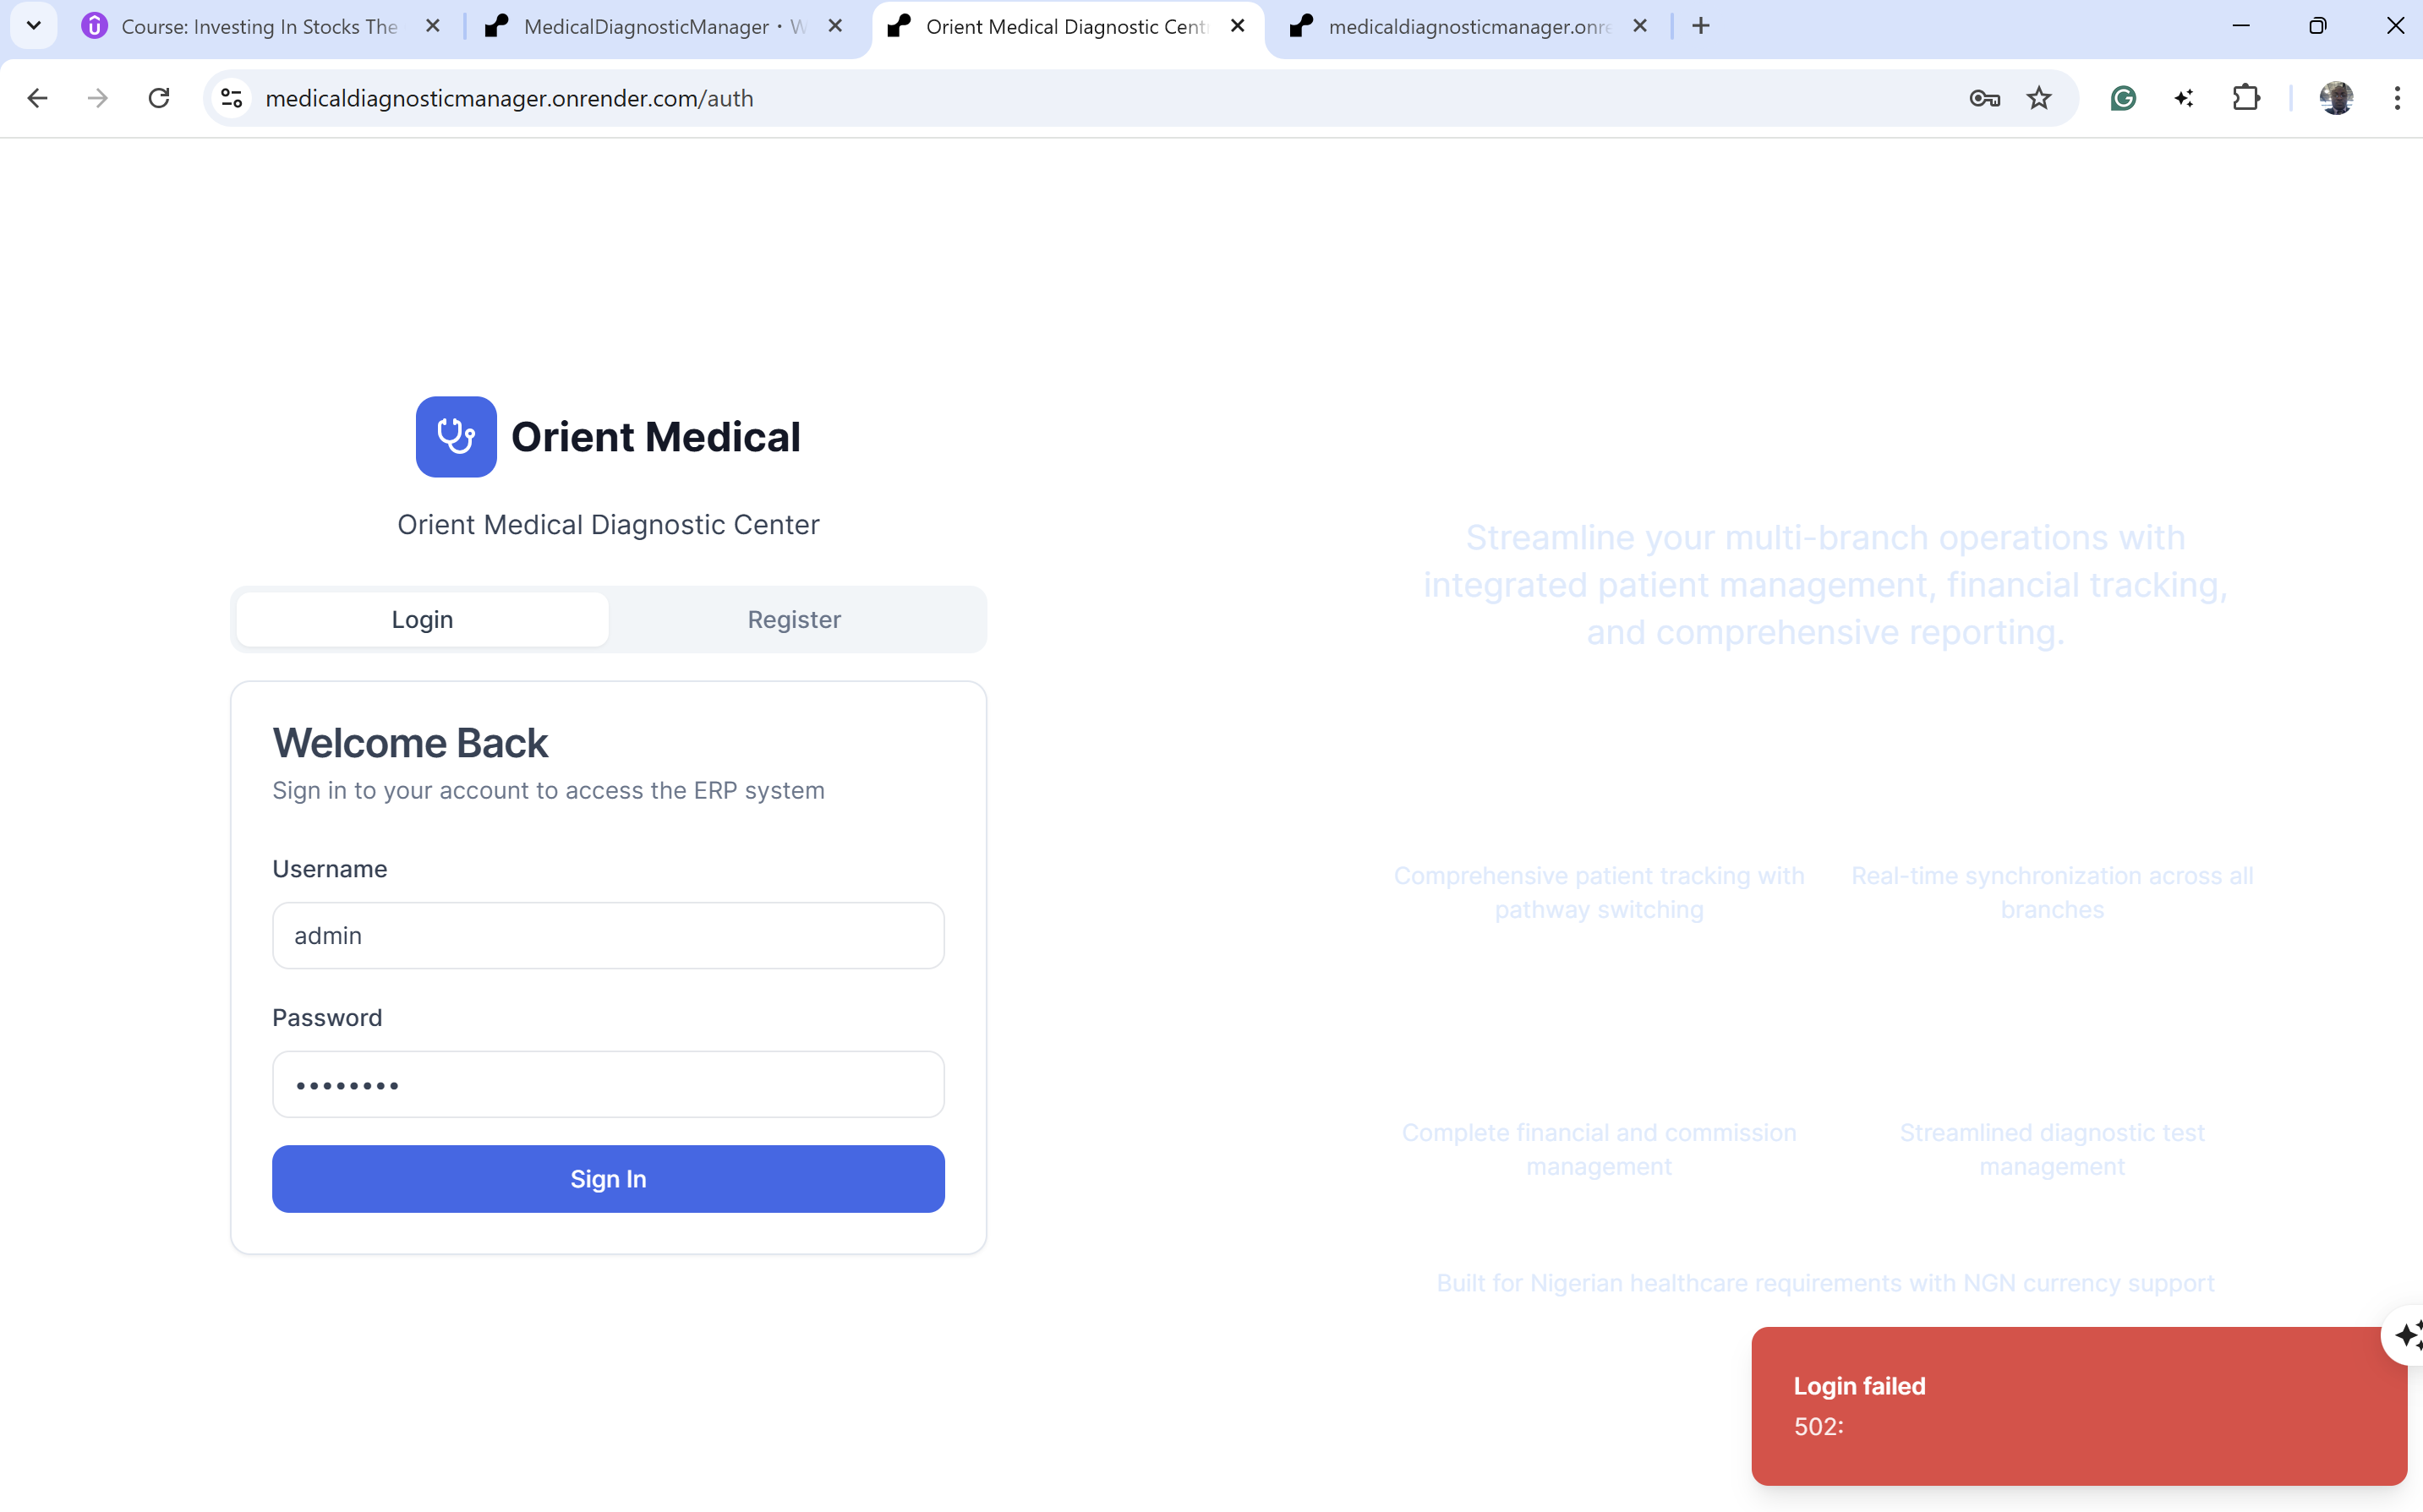 Course: Investing In Stocks The
MedicalDiagnosticManager · W
Orient Medical Diagnostic Cent
medicaldiagnosticmanager.onre
medicaldiagnosticmanager.onrender.com/auth
Orient Medical
Orient Medical Diagnostic Center
Login
Register
Welcome Back
Sign in to your account to access the ERP system
Username
admin
Password
••••••••
Sign In
Streamline your multi-branch operations with
integrated patient management, financial tracking,
and comprehensive reporting.
Comprehensive patient tracking with
pathway switching
Real-time synchronization across all
branches
Complete financial and commission
management
Streamlined diagnostic test
management
Built for Nigerian healthcare requirements with NGN currency support
Login failed
502: